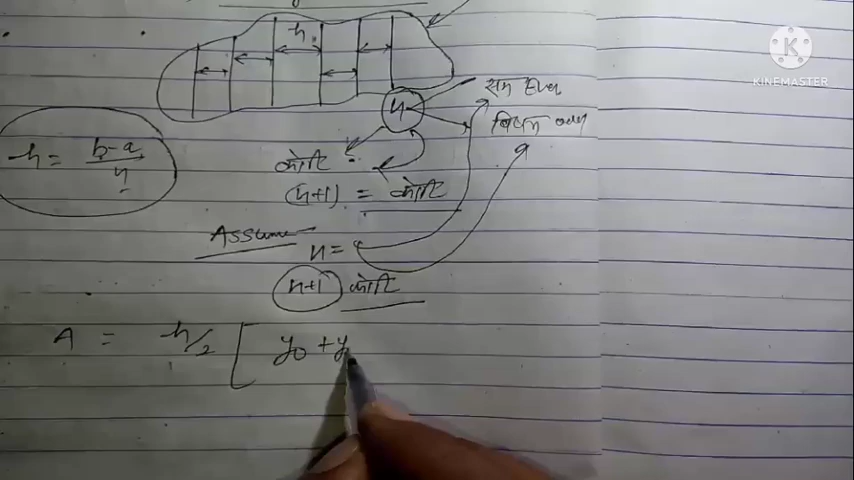 h
K
KINEMASTER
n
सम
विषम
h = b-a/n
कोटि
(n+1) = कोटि
Assume
n =
n+1 कोटि
A = h/2 [ y₀ + y